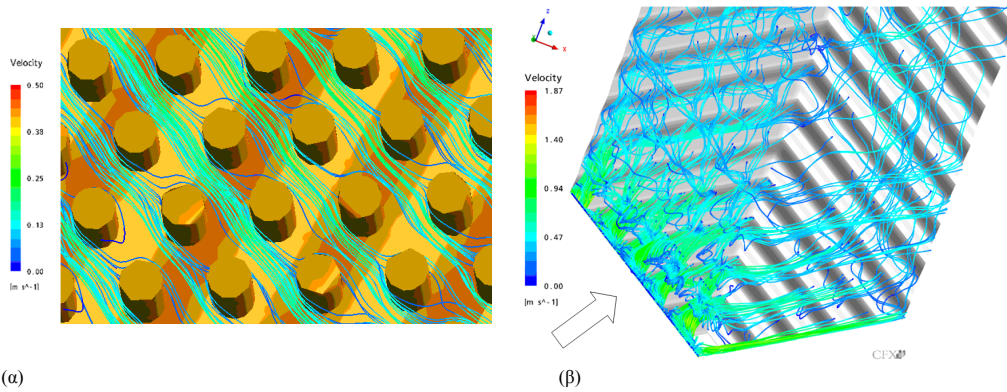 Velocity
0.50
0.38
0.25
0.13
0.00
[m s^-1]
(α)
z
x
Velocity
1.87
1.40
0.94
0.47
0.00
[m s^-1]
CFX
(β)